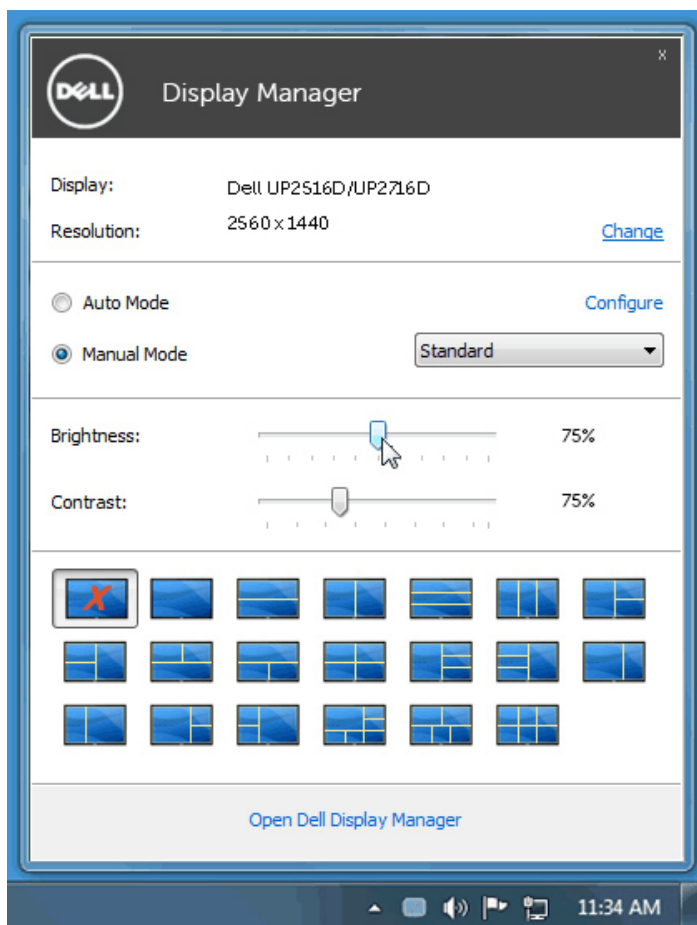 x
DELL
Display Manager
Display: Dell UP2516D/UP2716D
Resolution: 2560 x 1440 Change
Auto Mode Configure
Manual Mode Standard
Brightness: 75%
Contrast: 75%
X
Open Dell Display Manager
11:34 AM